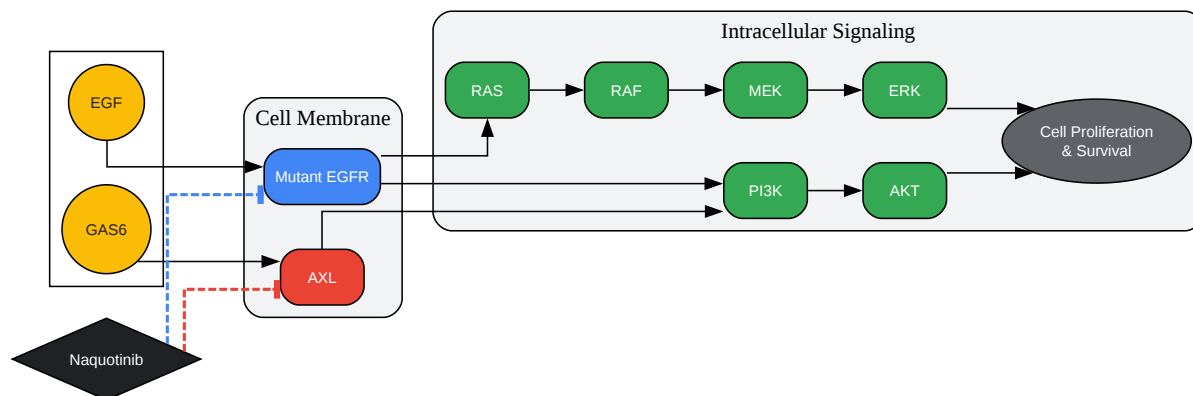 Intracellular Signaling
EGF
RAS
RAF
MEK
ERK
Cell Membrane
Cell Proliferation
& Survival
Mutant EGFR
PI3K
AKT
GAS6
AXL
Naquotinib